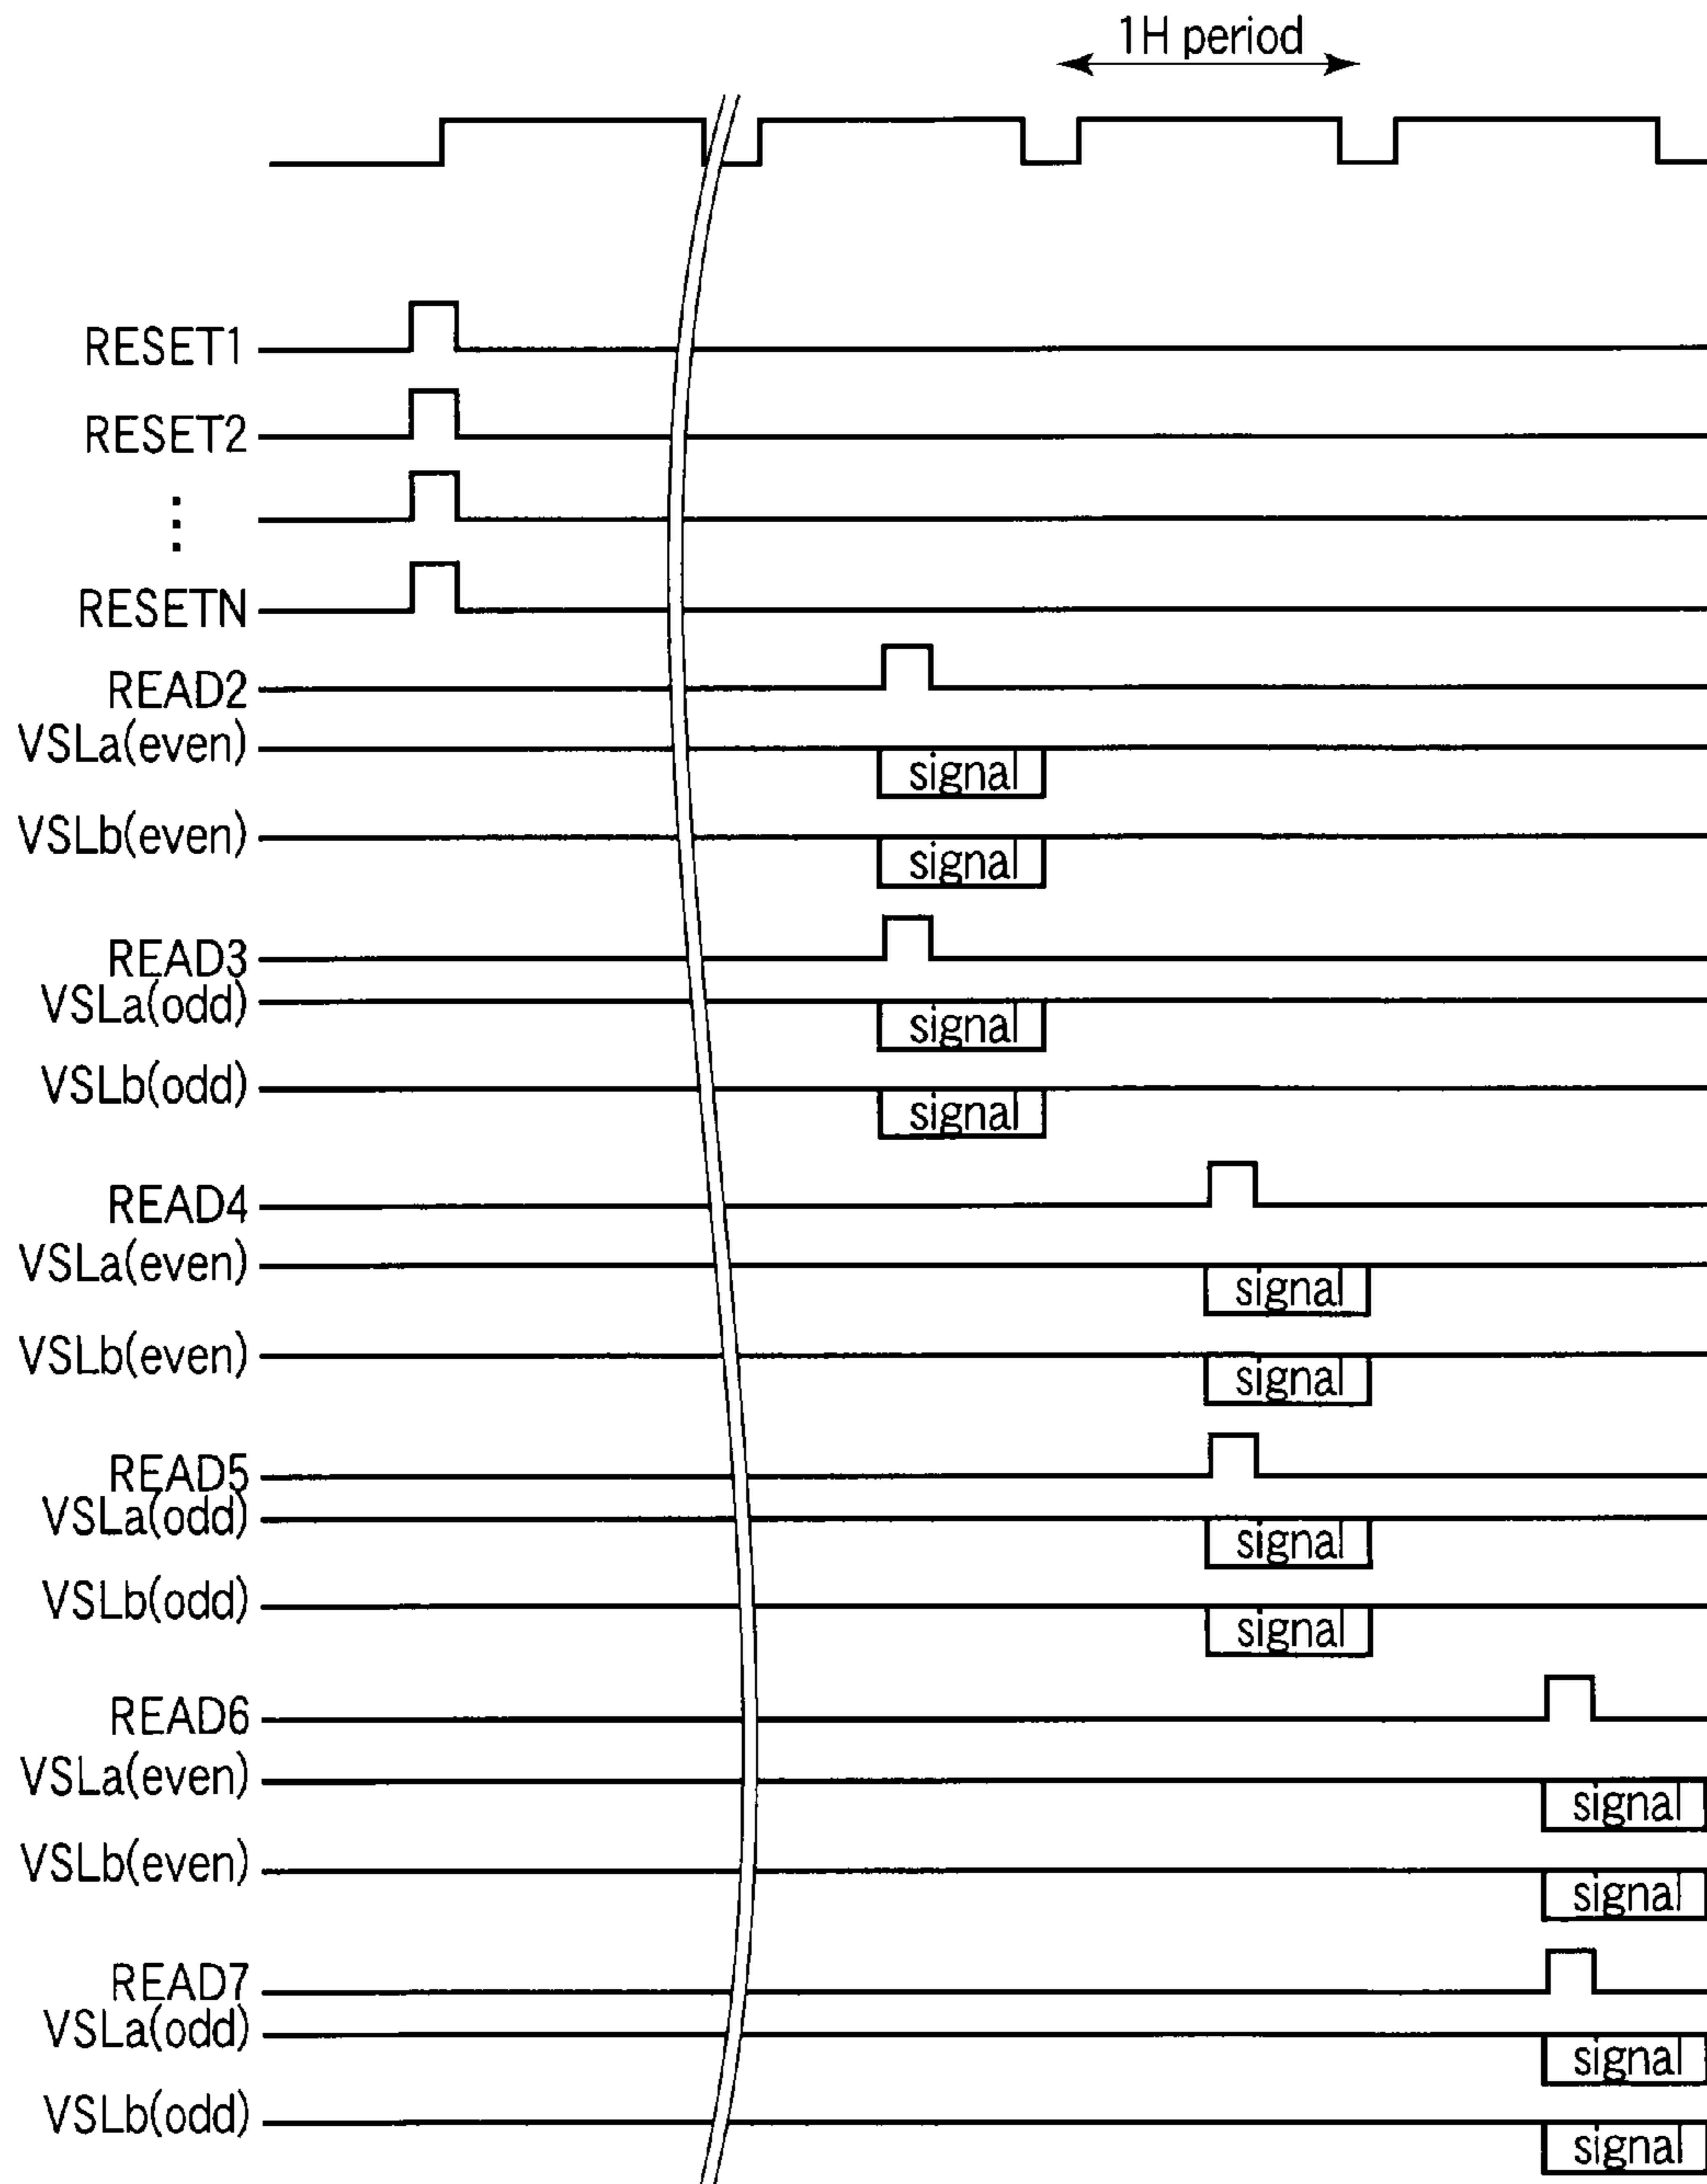 1H period
RESET1
RESET2
⋮
RESETN
READ2
VSLa(even)
signal
VSLb(even)
signal
READ3
VSLa(odd)
signal
VSLb(odd)
signal
READ4
VSLa(even)
signal
VSLb(even)
signal
READ5
VSLa(odd)
signal
VSLb(odd)
signal
READ6
VSLa(even)
signal
VSLb(even)
signal
READ7
VSLa(odd)
signal
VSLb(odd)
signal